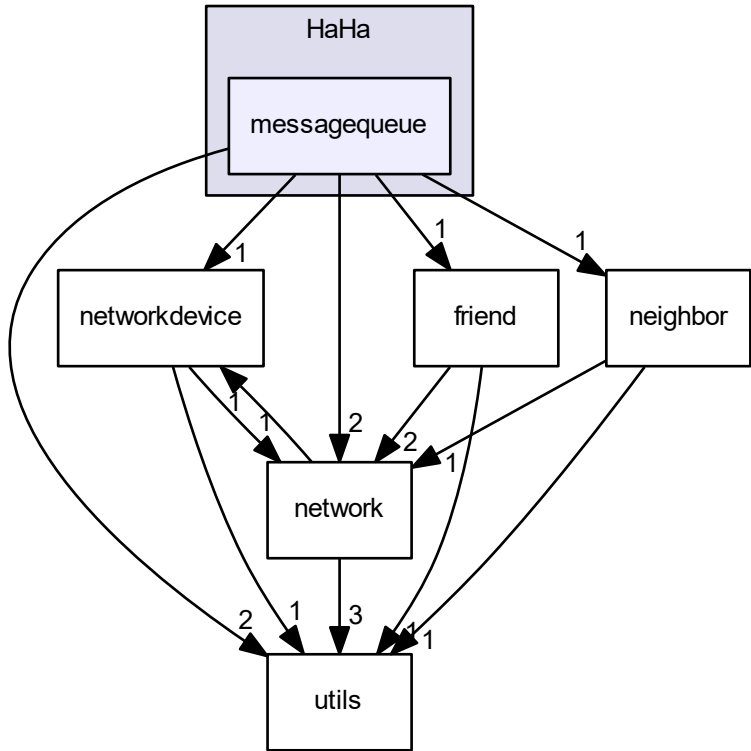 HaHa
messagequeue
1
1
1
networkdevice
friend
neighbor
1
1
2
2
1
network
2
1
3
1
1
utils